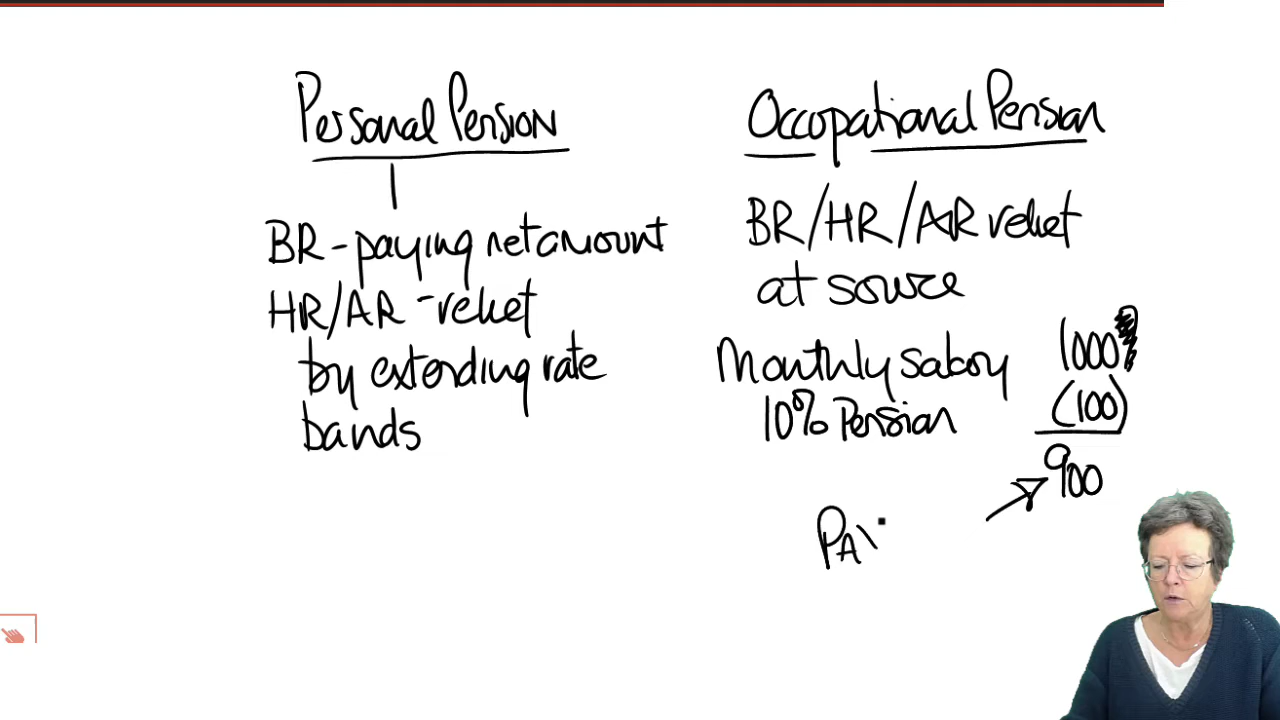 Personal Pension
BR - paying net amount
HR/AR - relief
by extending rate
bands
Occupational Pension
BR/HR/AR relief
at source
Monthly Salary 1000
10% Pension (100)
900
PAY